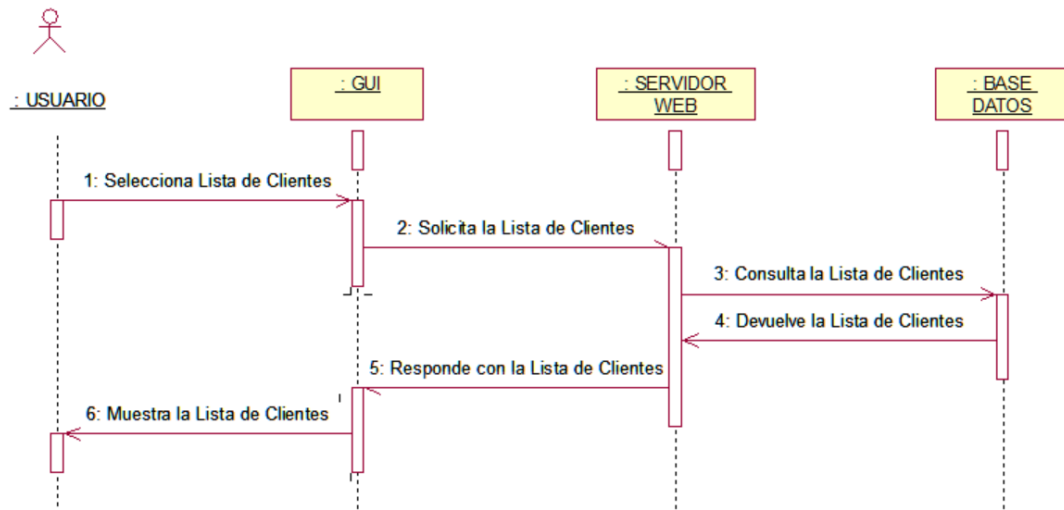 : USUARIO
: GUI
: SERVIDOR
WEB
: BASE
DATOS
1: Selecciona Lista de Clientes
2: Solicita la Lista de Clientes
3: Consulta la Lista de Clientes
4: Devuelve la Lista de Clientes
5: Responde con la Lista de Clientes
6: Muestra la Lista de Clientes